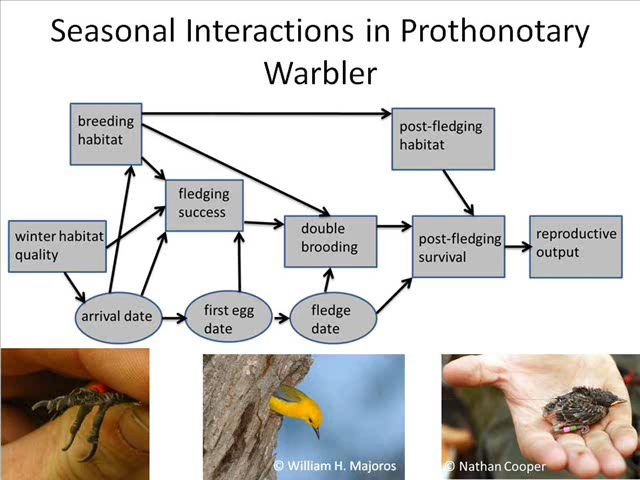 Seasonal Interactions in Prothonotary
Warbler
breeding
habitat
post-fledging
habitat
fledging
success
winter habitat
quality
double
brooding
post-fledging
survival
reproductive
output
arrival date
first egg
date
fledge
date
© William H. Majoros
© Nathan Cooper